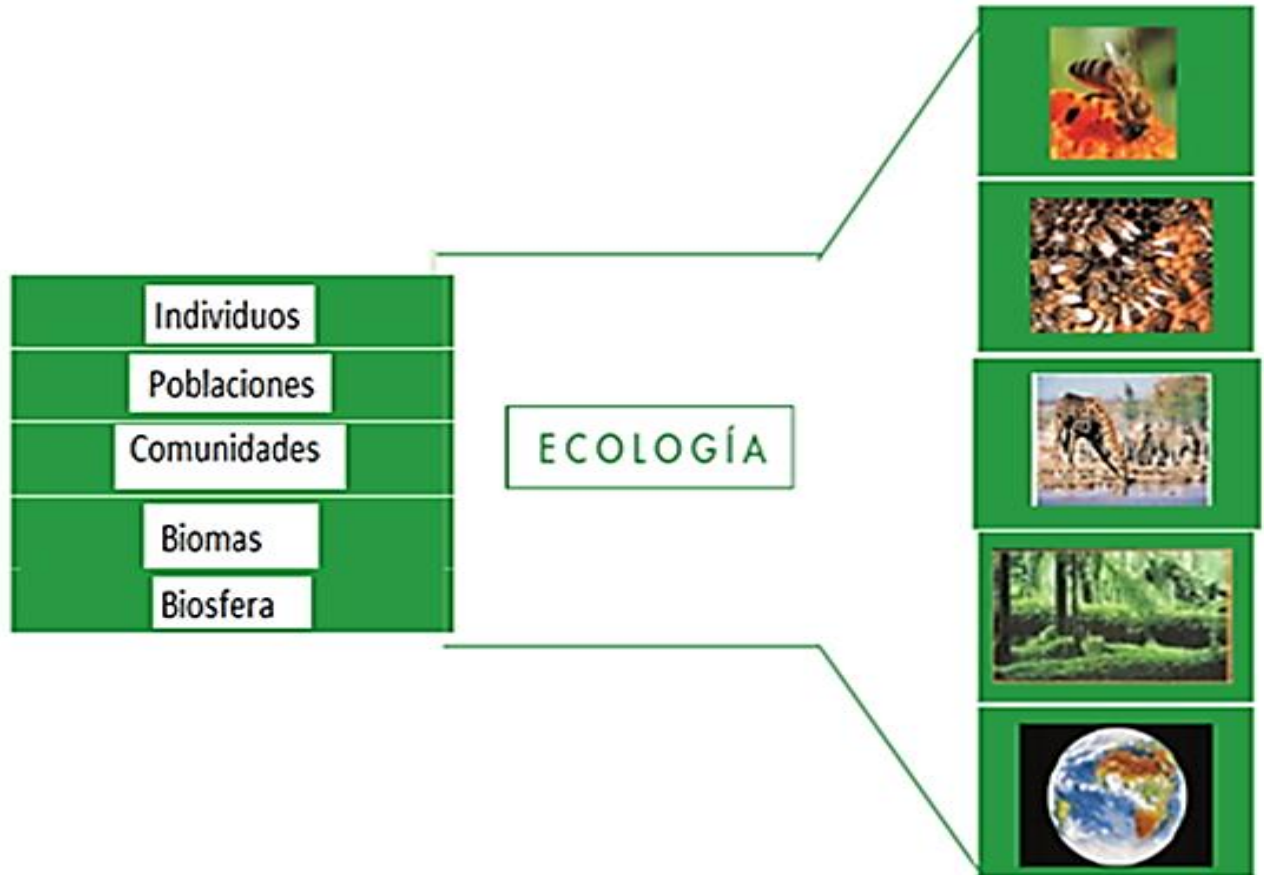 Individuos
Poblaciones
Comunidades
ECOLOGÍA
Biomas
Biosfera